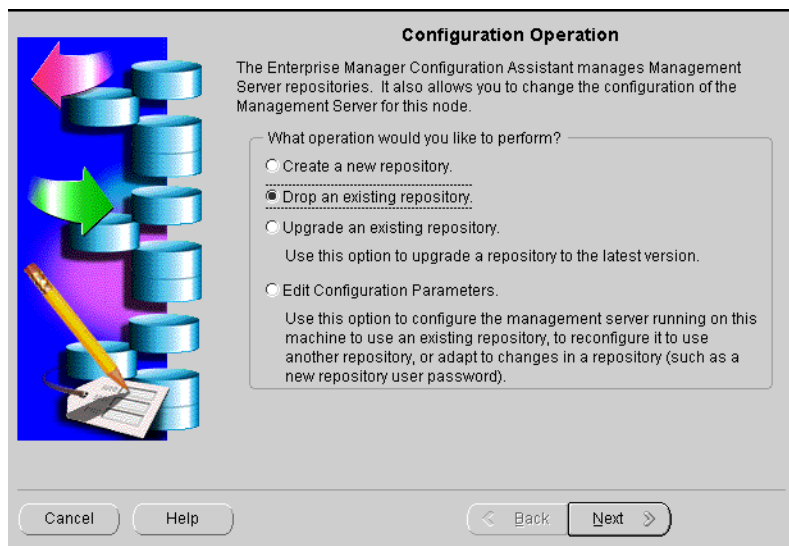 Configuration Operation
The Enterprise Manager Configuration Assistant manages Management
Server repositories. It also allows you to change the configuration of the
Management Server for this node.
What operation would you like to perform?
Create a new repository.
Drop an existing repository.
Upgrade an existing repository.
Use this option to upgrade a repository to the latest version.
Edit Configuration Parameters.
Use this option to configure the management server running on this
machine to use an existing repository, to reconfigure it to use
another repository, or adapt to changes in a repository (such as a
new repository user password).
Cancel
Help
Back
Next